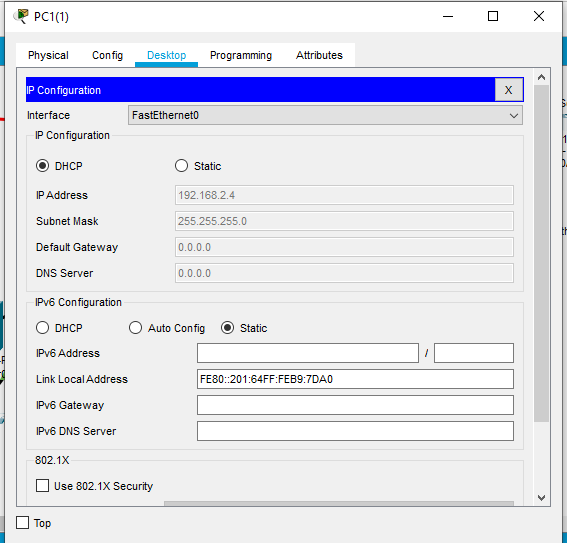 PC1(1)
Physical Config Desktop Programming Attributes
IP Configuration X
Interface FastEthernet0
IP Configuration
DHCP Static
IP Address 192.168.2.4
Subnet Mask 255.255.255.0
Default Gateway 0.0.0.0
DNS Server 0.0.0.0
IPv6 Configuration
DHCP Auto Config Static
IPv6 Address /
Link Local Address FE80::201:64FF:FEB9:7DA0
IPv6 Gateway
IPv6 DNS Server
802.1X
Use 802.1X Security
Top